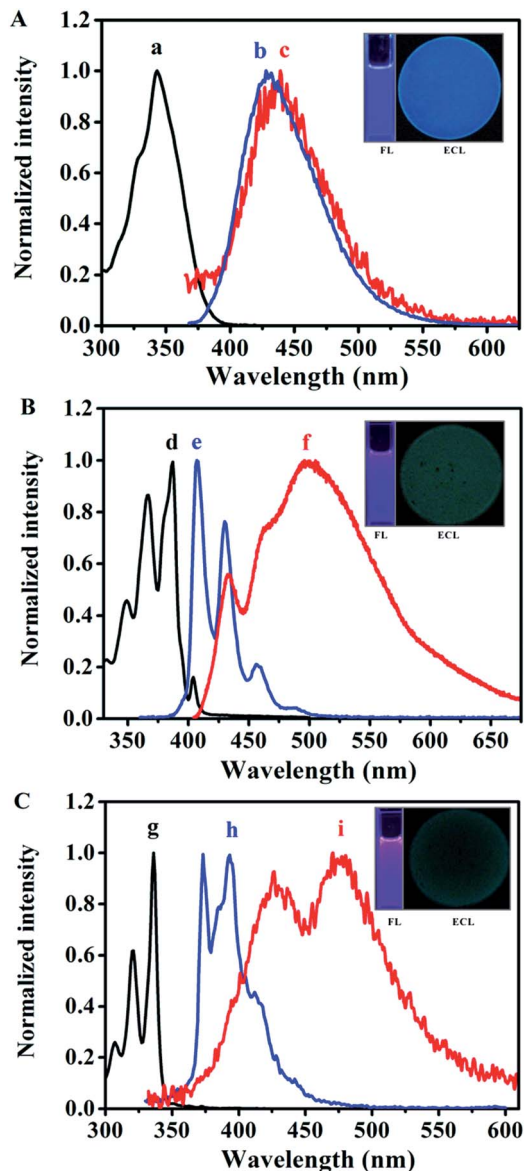 A
a b c
FL ECL
1.2
1.0
0.8
0.6
0.4
0.2
0.0
Normalized intensity
300 350 400 450 500 550 600
Wavelength (nm)
B
d e f
FL ECL
1.2
1.0
0.8
0.6
0.4
0.2
0.0
Normalized intensity
350 400 450 500 550 600 650
Wavelength (nm)
C
g h i
FL ECL
1.2
1.0
0.8
0.6
0.4
0.2
0.0
Normalized intensity
300 350 400 450 500 550 600
Wavelength (nm)